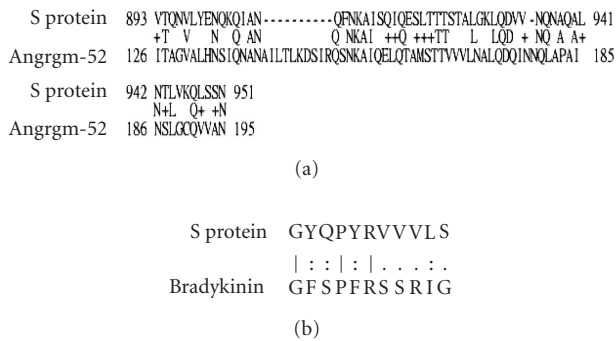 S protein 893 VTQNVLYENQKQIAN----------QFNKAISQIQESLTTTSTALGKLQDVV-NQNAQAL 941
+T V N Q AN Q NKAI ++Q +++TT L LQD + NQ A A+
Angrgm-52 126 ITAGVALHNSIQNANAILTLKDSIRQSNKAIQELQTAMSTTVVVLNALQDQINNQLAPAI 185
S protein 942 NTLVKQLSSN 951
N+L Q+ +N
Angrgm-52 186 NSLGCQVVAN 195
(a)
S protein GYQPYRVVVLS
| : : | : | . . . : .
Bradykinin GFSPFRSSRIG
(b)